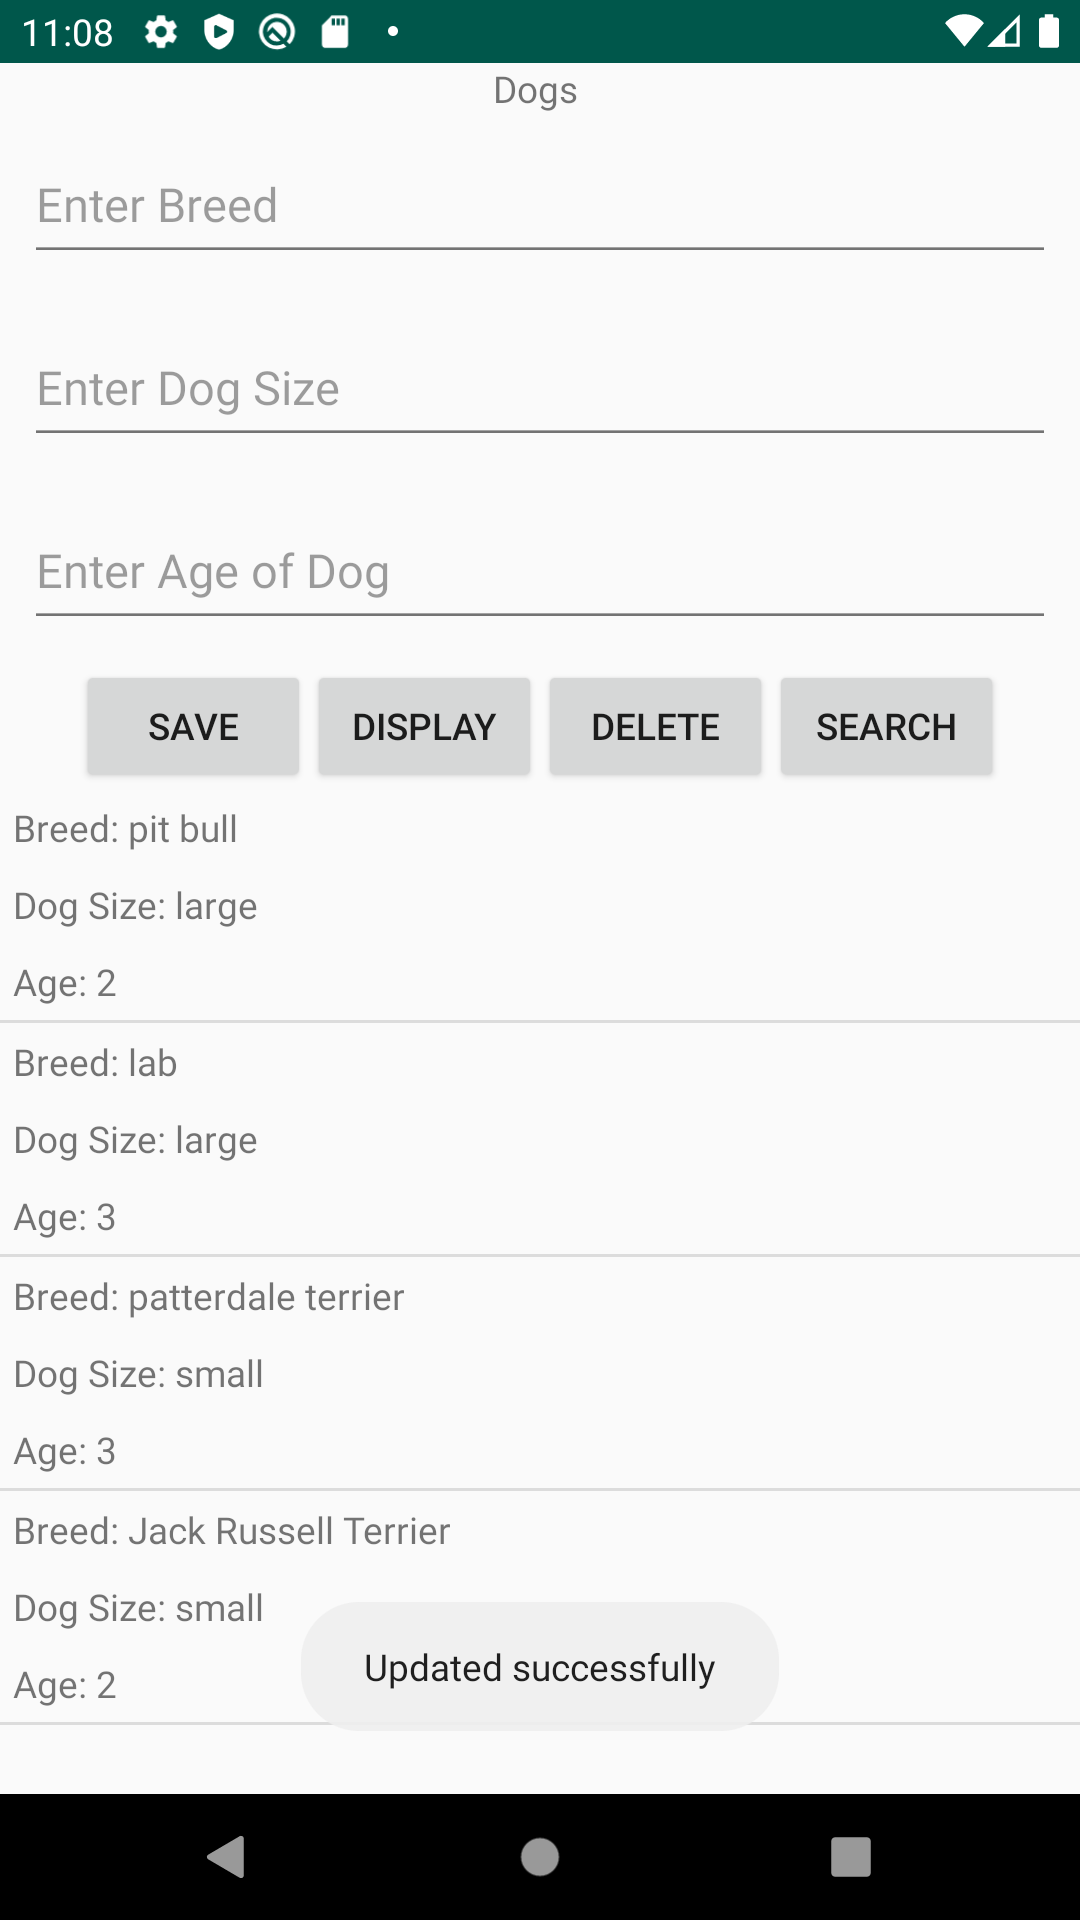 11:08
Dogs
Enter Breed
Enter Dog Size
Enter Age of Dog
SAVE DISPLAY DELETE SEARCH
Breed: pit bull
Dog Size: large
Age: 2
Breed: lab
Dog Size: large
Age: 3
Breed: patterdale terrier
Dog Size: small
Age: 3
Breed: Jack Russell Terrier
Dog Size: small
Updated successfully
Age: 2